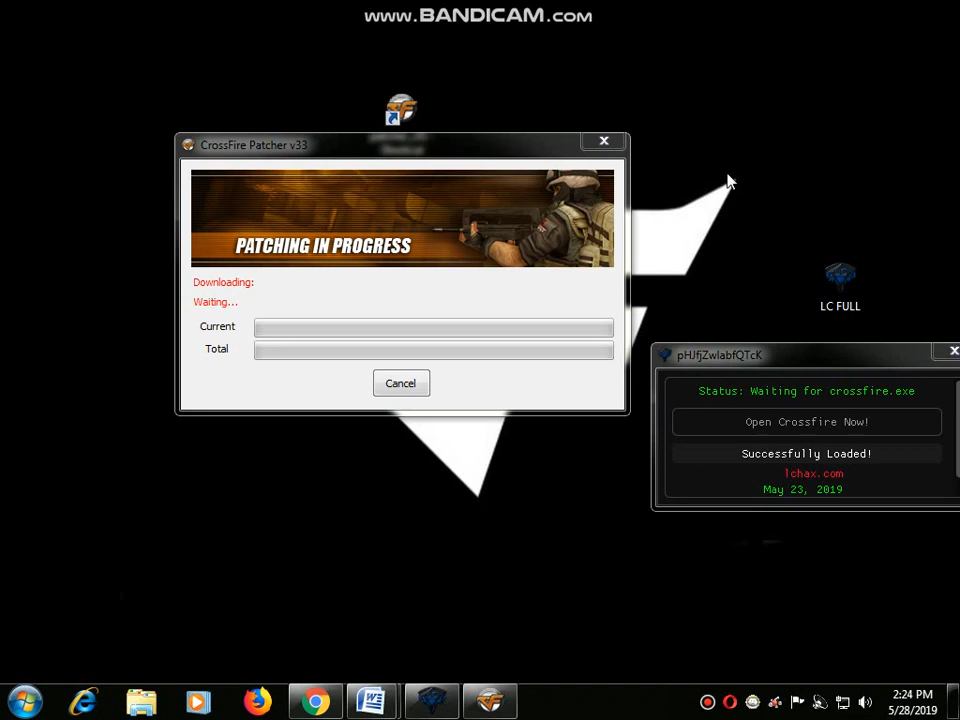 www.BANDICAM.com
CrossFire Patcher v33
PATCHING IN PROGRESS
Downloading:
Waiting...
Current
Total
Cancel
LC FULL
pHJfjZwlabfQTcK
Status: Waiting for crossfire.exe
Open Crossfire Now!
Successfully Loaded!
lchax.com
May 23, 2019
2:24 PM
5/28/2019